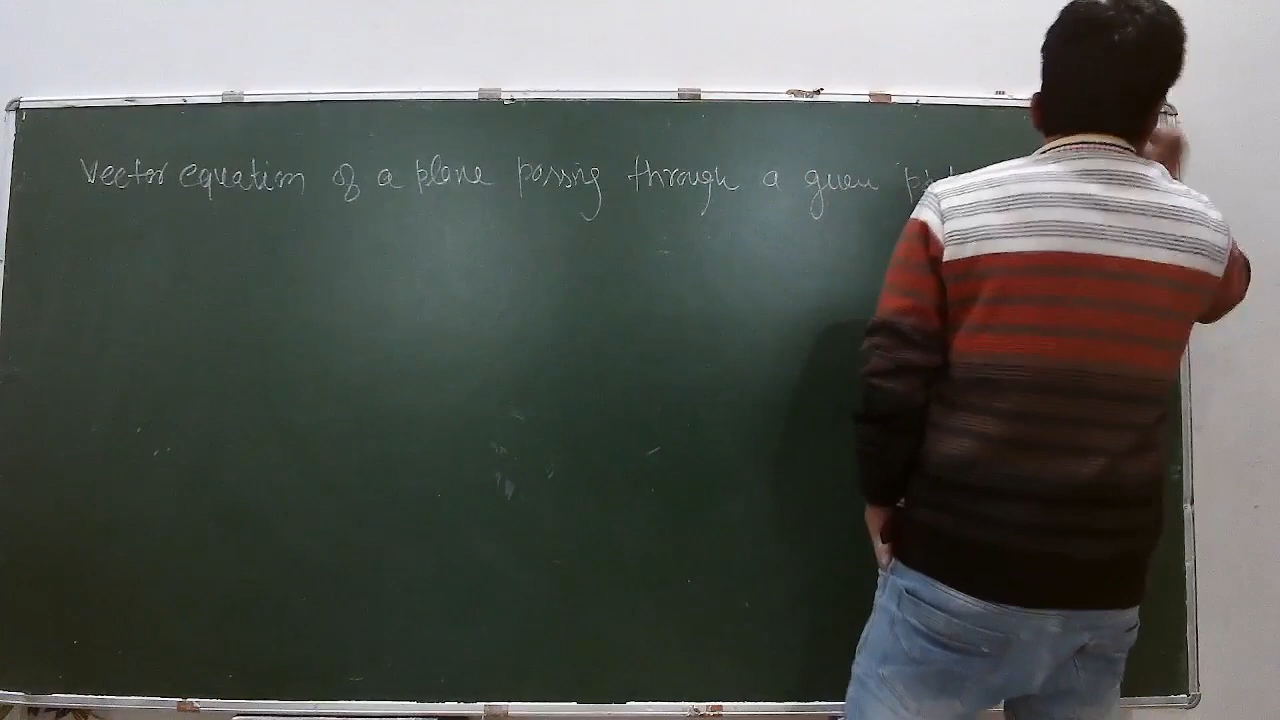 Vector equation of a plane passing through a given